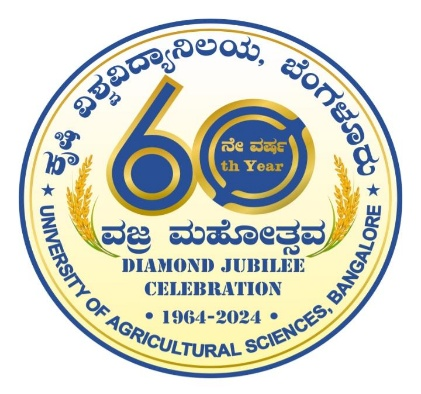 ಕೃಷಿ ವಿಶ್ವವಿದ್ಯಾನಿಲಯ, ಬೆಂಗಳೂರು
60
ನೇ ವರ್ಷ
th Year
ವಜ್ರ ಮಹೋತ್ಸವ
DIAMOND JUBILEE
CELEBRATION
• 1964-2024 •
★ UNIVERSITY OF AGRICULTURAL SCIENCES, BANGALORE ★